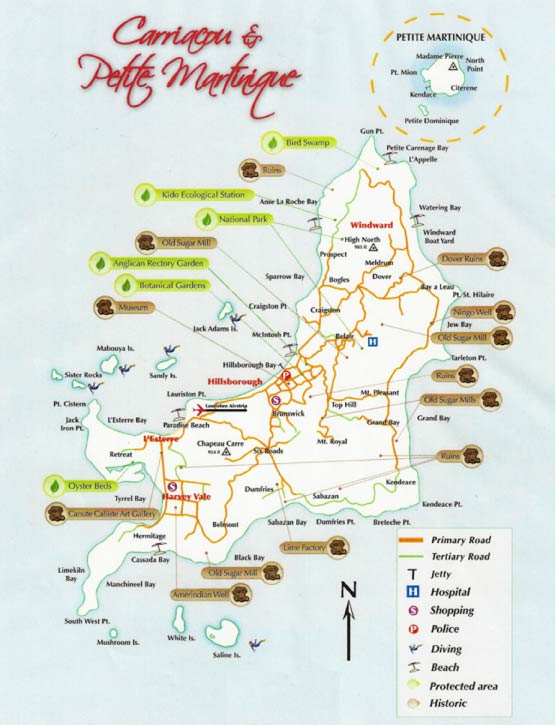 Carriacou &
Petite Martinique
PETITE MARTINIQUE
Madame Pierre
North
Point
Pt. Mion
Kendace
Citerene
Petite Dominique
Gun Pt.
Bird Swamp
Petite Carenage Bay
L'Appelle
Ruins
Kido Ecological Station
Anse La Roche Bay
National Park
Watering Bay
Windward
Windward
Boat Yard
Old Sugar Mill
High North
Prospect
Meldrum
Dover Ruins
Anglican Rectory Garden
Sparrow Bay
Bogles
Dover
Bay a Leau
Botanical Gardens
Pt. St. Hilaire
Museum
Craigston Pt.
Craigston
Ningo Well
Jack Adams Is.
McIntosh Pt.
Belair
H
Jew Bay
Old Sugar Mill
Mabouya Is.
Hillsborough Bay
Tarleton Pt.
Sister Rocks
Sandy Is.
Hillsborough
P
Ruins
Lauriston Pt.
Mt. Pleasant
Pt. Cistern
Lauriston Airstrip
S
Top Hill
Old Sugar Mills
Jack
Iron Pt.
L'Esterre Bay
Paradise Beach
Brunswick
Grand Bay
Grand Bay
L'Esterre
Chapeau Carre
Mt. Royal
Retreat
Six Roads
Ruins
Oyster Beds
S
Dumfries
Kendeace
Tyrrel Bay
Harvey Vale
Sabazan
Kendeace Pt.
Canute Calliste Art Gallery
Belmont
Sabazan Bay
Dumfries Pt.
Breteche Pt.
Hermitage
Lime Factory
Cassada Bay
Black Bay
Limekiln
Bay
Old Sugar Mill
Manchineel Bay
Amerindian Well
South West Pt.
Mushroom Is.
White Is.
Saline Is.
N
Primary Road
Tertiary Road
Jetty
H Hospital
S Shopping
P Police
Diving
Beach
Protected area
Historic